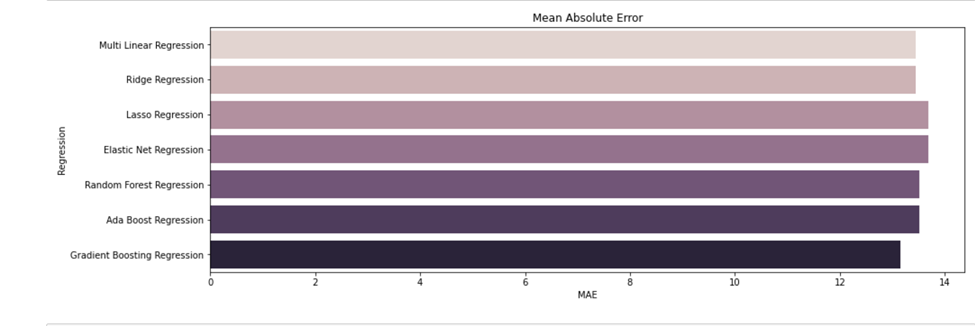 Mean Absolute Error
Multi Linear Regression
Ridge Regression
Lasso Regression
Elastic Net Regression
Random Forest Regression
Ada Boost Regression
Gradient Boosting Regression
Regression
0 2 4 6 8 10 12 14
MAE